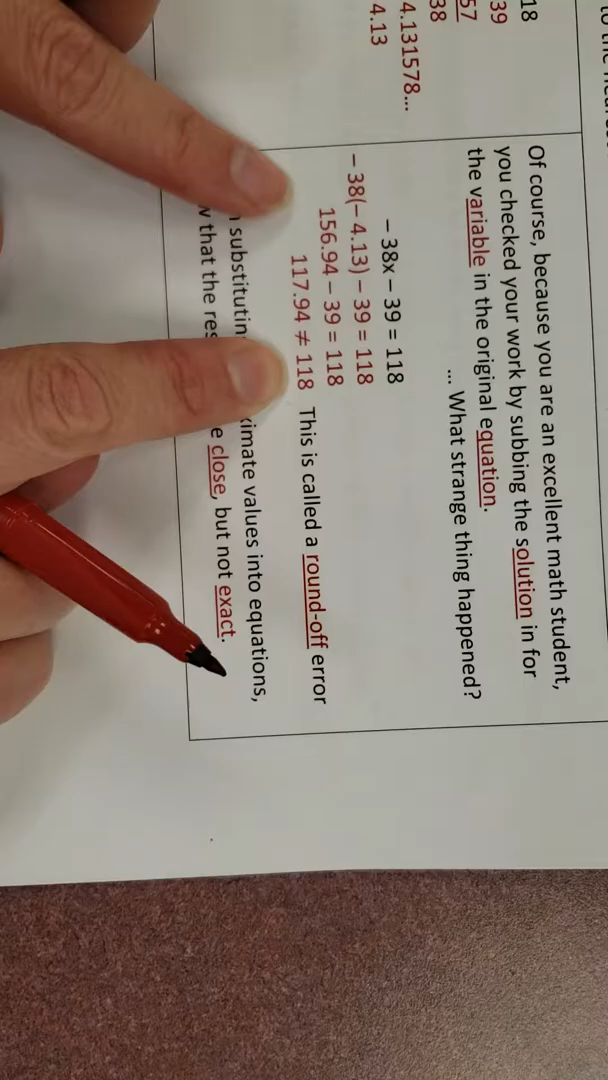 to the
18
39
57
38
4.131578...
4.13
Of course, because you are an excellent math student,
you checked your work by subbing the solution in for
the variable in the original equation.
... What strange thing happened?
– 38x – 39 = 118
– 38(– 4.13) – 39 = 118
156.94 – 39 = 118
117.94 ≠ 118 This is called a round-off error
values into equations,
that the close, but not exact.